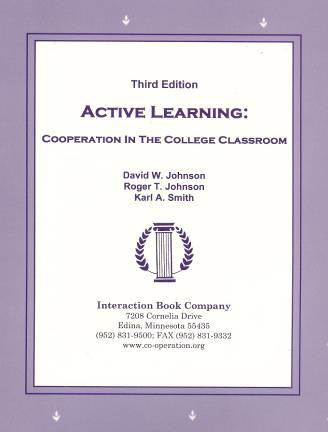 Third Edition
ACTIVE LEARNING:
COOPERATION IN THE COLLEGE CLASSROOM
David W. Johnson
Roger T. Johnson
Karl A. Smith
Interaction Book Company
7208 Cornelia Drive
Edina, Minnesota 55435
(952) 831-9500; FAX (952) 831-9332
www.co-operation.org